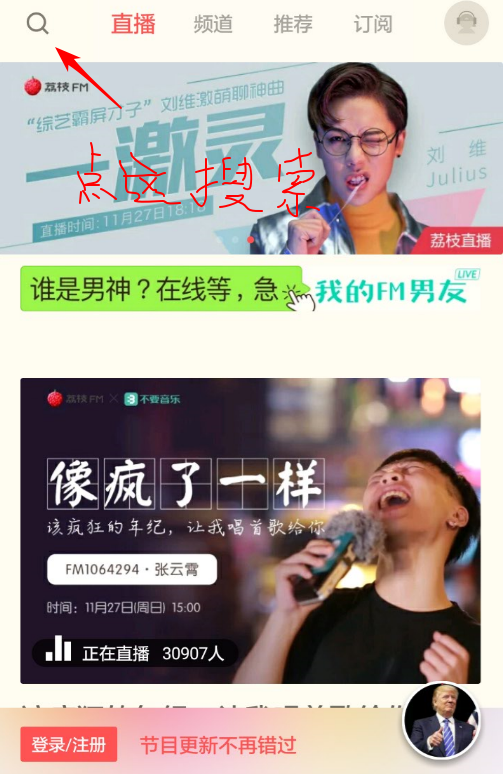 直播 频道 推荐 订阅
荔枝FM
“综艺霸屏才子”刘维激萌聊神曲
一激灵
点这搜索
刘维
Julius
直播时间:11月27日18:18
荔枝直播
谁是男神？在线等，急
我的FM男友
LIVE
荔枝FM × 不要音乐
像疯了一样
该疯狂的年纪，让我唱首歌给你
FM1064294·张云霄
时间：11月27日(周日) 15:00
正在直播 30907人
登录/注册
节目更新不再错过